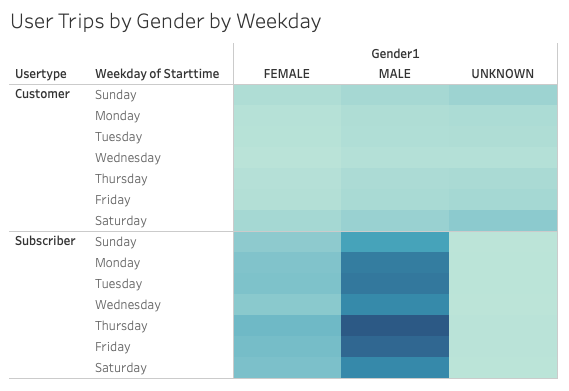 User Trips by Gender by Weekday
Gender1
Usertype Weekday of Starttime FEMALE MALE UNKNOWN
Customer Sunday
Monday
Tuesday
Wednesday
Thursday
Friday
Saturday
Subscriber Sunday
Monday
Tuesday
Wednesday
Thursday
Friday
Saturday